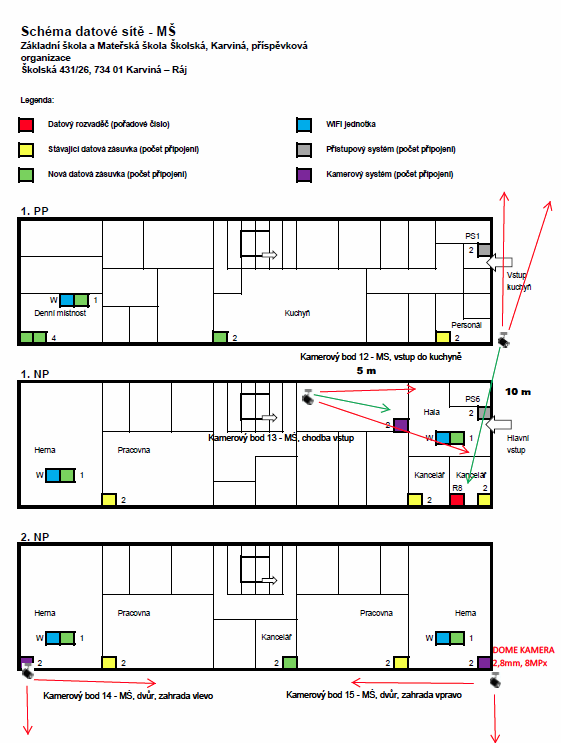 Schéma datové sítě - MŠ
Základní škola a Mateřská škola Školská, Karviná, příspěvková
organizace
Školská 431/26, 734 01 Karviná – Ráj
Legenda:
Datový rozvaděč (pořadové číslo)
WIFI jednotka
Stávající datová zásuvka (počet připojení)
Přístupový systém (počet připojení)
Nová datová zásuvka (počet připojení)
Kamerový systém (počet připojení)
1. PP
PS1
2
Vstup
kuchyň
W 1
Denní místnost
Kuchyň
Personál
4
2
2
Kamerový bod 12 - MŠ, vstup do kuchyně
5 m
1. NP
10 m
PS6
Hala
2
2
Kamerový bod 13 - MŠ, chodba vstup
W 1
Hlavní
vstup
Herna
Pracovna
W 1
Kancelář
Kancelář
R8
2
2
2
2. NP
Herna
Pracovna
Pracovna
Herna
W 1
Kancelář
W 1
DOME KAMERA
2,8mm, 8MPx
2
2
2
2
2
Kamerový bod 14 - MŠ, dvůr, zahrada vlevo
Kamerový bod 15 - MŠ, dvůr, zahrada vpravo